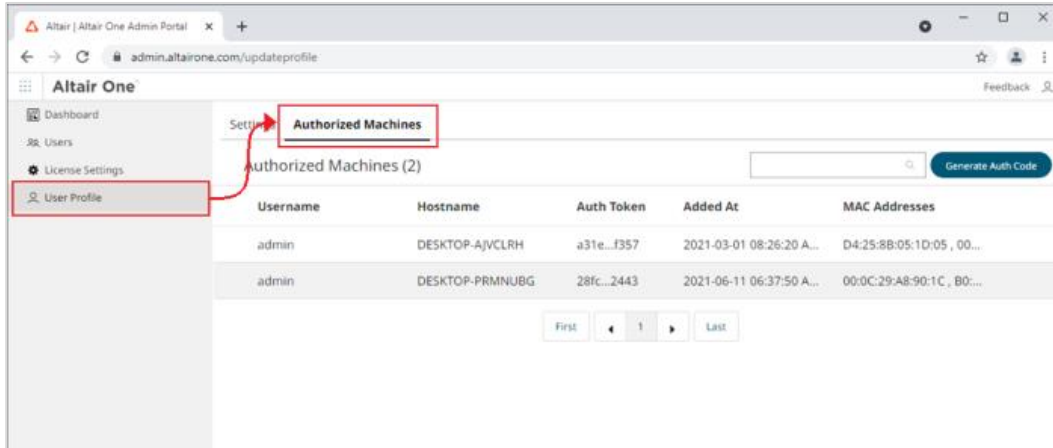 Altair | Altair One Admin Portal
admin.altairone.com/updateprofile
Altair One
Feedback
Dashboard
Users
License Settings
User Profile
Authorized Machines
Authorized Machines (2)
Generate Auth Code
Username Hostname Auth Token Added At MAC Addresses
admin DESKTOP-AJVCLRH a31e...f357 2021-03-01 08:26:20 A... D4:25:8B:05:1D:05 , 00...
admin DESKTOP-PRMNUBG 28fc...2443 2021-06-11 06:37:50 A... 00:0C:29:A8:90:1C , B0:...
First 1 Last